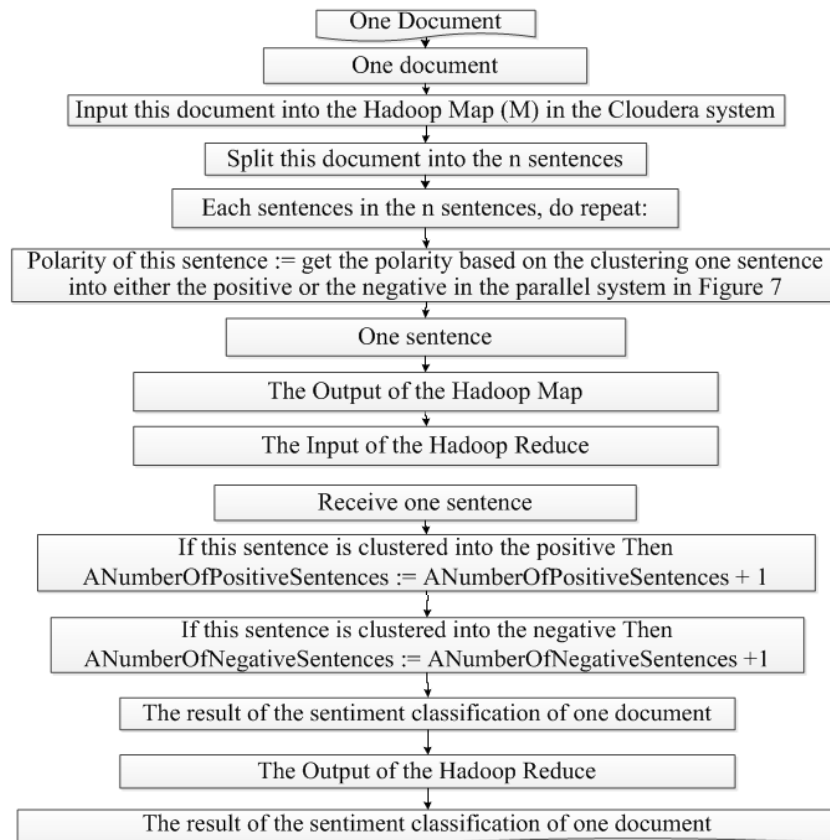 One Document
One document
Input this document into the Hadoop Map (M) in the Cloudera system
Split this document into the n sentences
Each sentences in the n sentences, do repeat:
Polarity of this sentence := get the polarity based on the clustering one sentence
into either the positive or the negative in the parallel system in Figure 7
One sentence
The Output of the Hadoop Map
The Input of the Hadoop Reduce
Receive one sentence
If this sentence is clustered into the positive Then
ANumberOfPositiveSentences := ANumberOfPositiveSentences + 1
If this sentence is clustered into the negative Then
ANumberOfNegativeSentences := ANumberOfNegativeSentences +1
The result of the sentiment classification of one document
The Output of the Hadoop Reduce
The result of the sentiment classification of one document